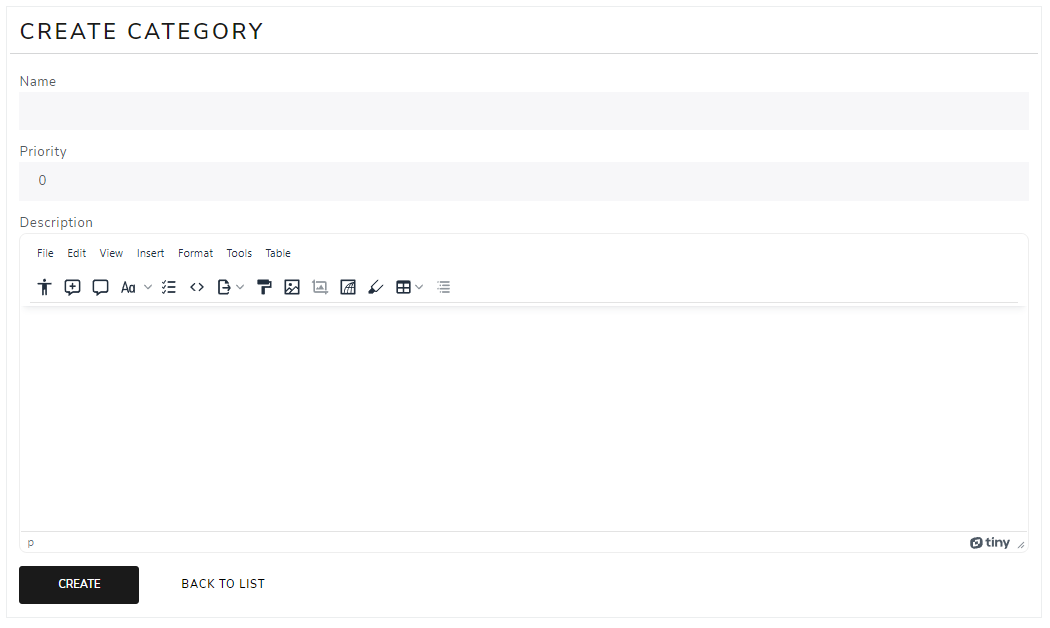 CREATE CATEGORY
Name
Priority
0
Description
File Edit View Insert Format Tools Table
Aa
p
tiny
CREATE BACK TO LIST